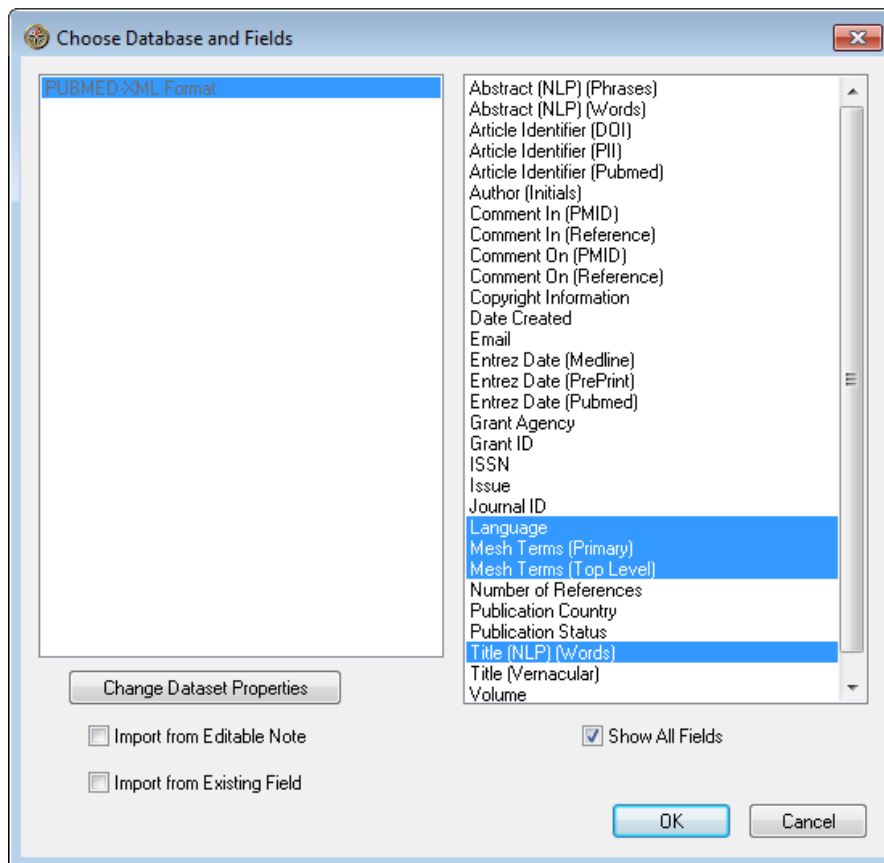 Choose Database and Fields
PUBMED-XML Format
Abstract (NLP) (Phrases)
Abstract (NLP) (Words)
Article Identifier (DOI)
Article Identifier (PII)
Article Identifier (Pubmed)
Author (Initials)
Comment In (PMID)
Comment In (Reference)
Comment On (PMID)
Comment On (Reference)
Copyright Information
Date Created
Email
Entrez Date (Medline)
Entrez Date (PrePrint)
Entrez Date (Pubmed)
Grant Agency
Grant ID
ISSN
Issue
Journal ID
Language
Mesh Terms (Primary)
Mesh Terms (Top Level)
Number of References
Publication Country
Publication Status
Title (NLP) (Words)
Title (Vernacular)
Volume
Change Dataset Properties
Import from Editable Note
Show All Fields
Import from Existing Field
OK
Cancel